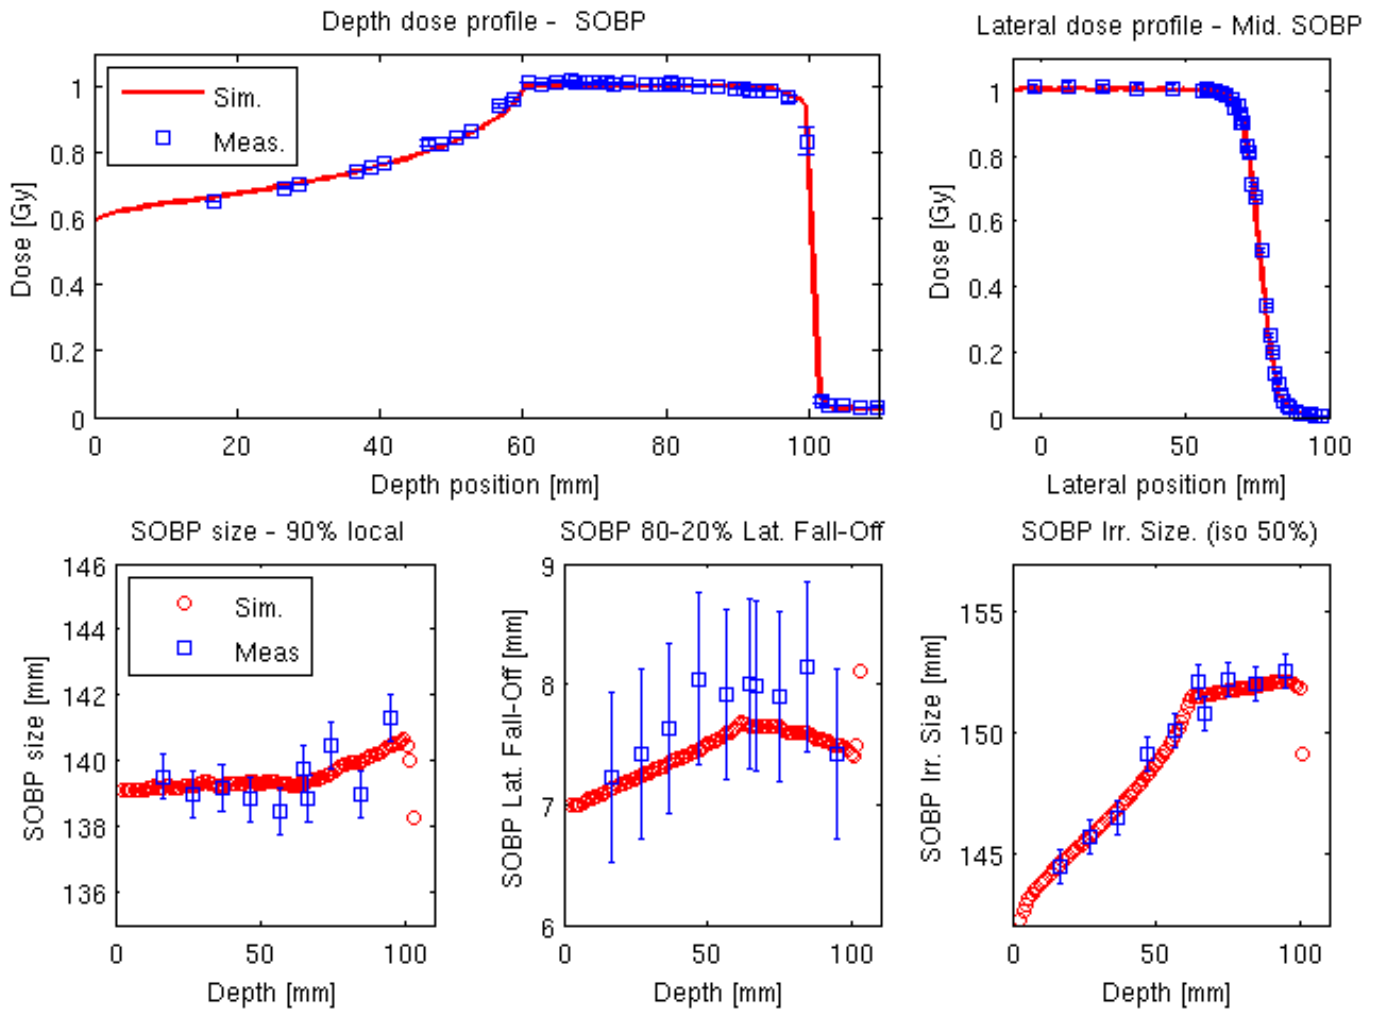 Depth dose profile - SOBP
Lateral dose profile - Mid. SOBP
Sim.
Meas.
Dose [Gy]
1
0.8
0.6
0.4
0.2
0
0 20 40 60 80 100
Depth position [mm]
Dose [Gy]
1
0.8
0.6
0.4
0.2
0
0 50 100
Lateral position [mm]
SOBP size - 90% local
SOBP 80-20% Lat. Fall-Off
SOBP Irr. Size. (iso 50%)
Sim.
Meas
SOBP size [mm]
146
144
142
140
138
136
0 50 100
Depth [mm]
SOBP Lat. Fall-Off [mm]
9
8
7
6
0 50 100
Depth [mm]
SOBP Irr. Size [mm]
155
150
145
0 50 100
Depth [mm]